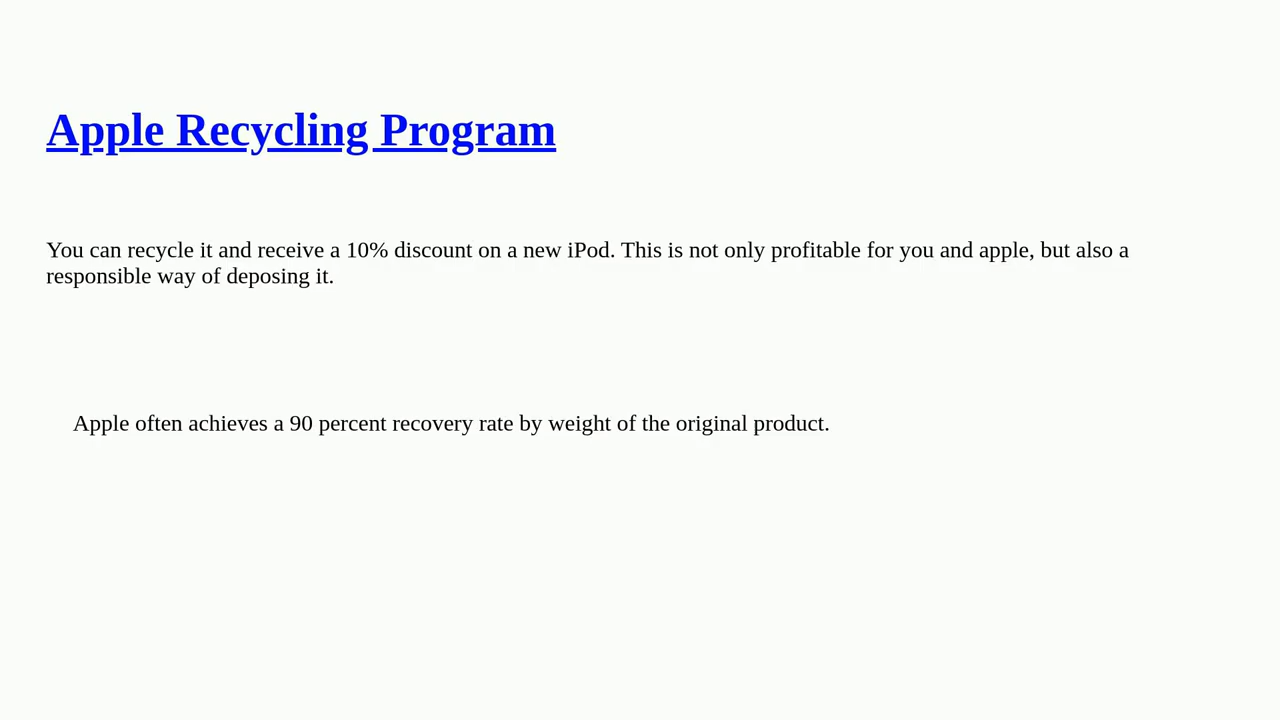 Apple Recycling Program
You can recycle it and receive a 10% discount on a new iPod. This is not only profitable for you and apple, but also a
responsible way of deposing it.
Apple often achieves a 90 percent recovery rate by weight of the original product.